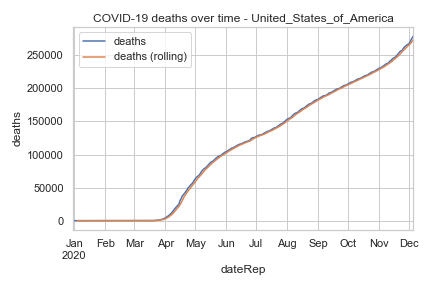 COVID-19 deaths over time - United_States_of_America
deaths
deaths (rolling)
250000
200000
150000
100000
50000
0
deaths
Jan Feb Mar Apr May Jun Jul Aug Sep Oct Nov Dec
2020
dateRep